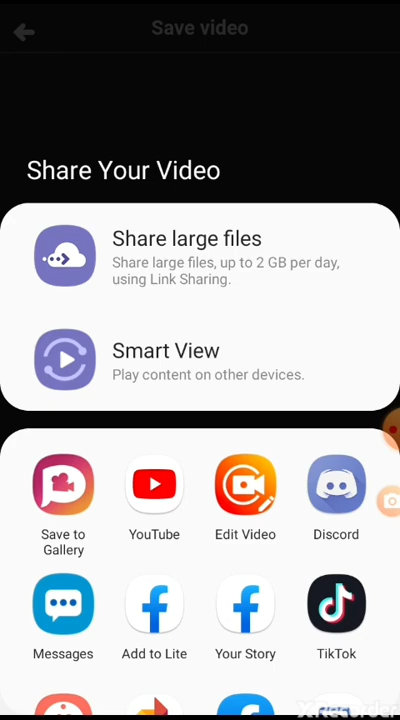 Save video
Share Your Video
Share large files
Share large files, up to 2 GB per day,
using Link Sharing.
Smart View
Play content on other devices.
Save to
Gallery
YouTube
Edit Video
Discord
Messages
Add to Lite
Your Story
TikTok
XRecorder